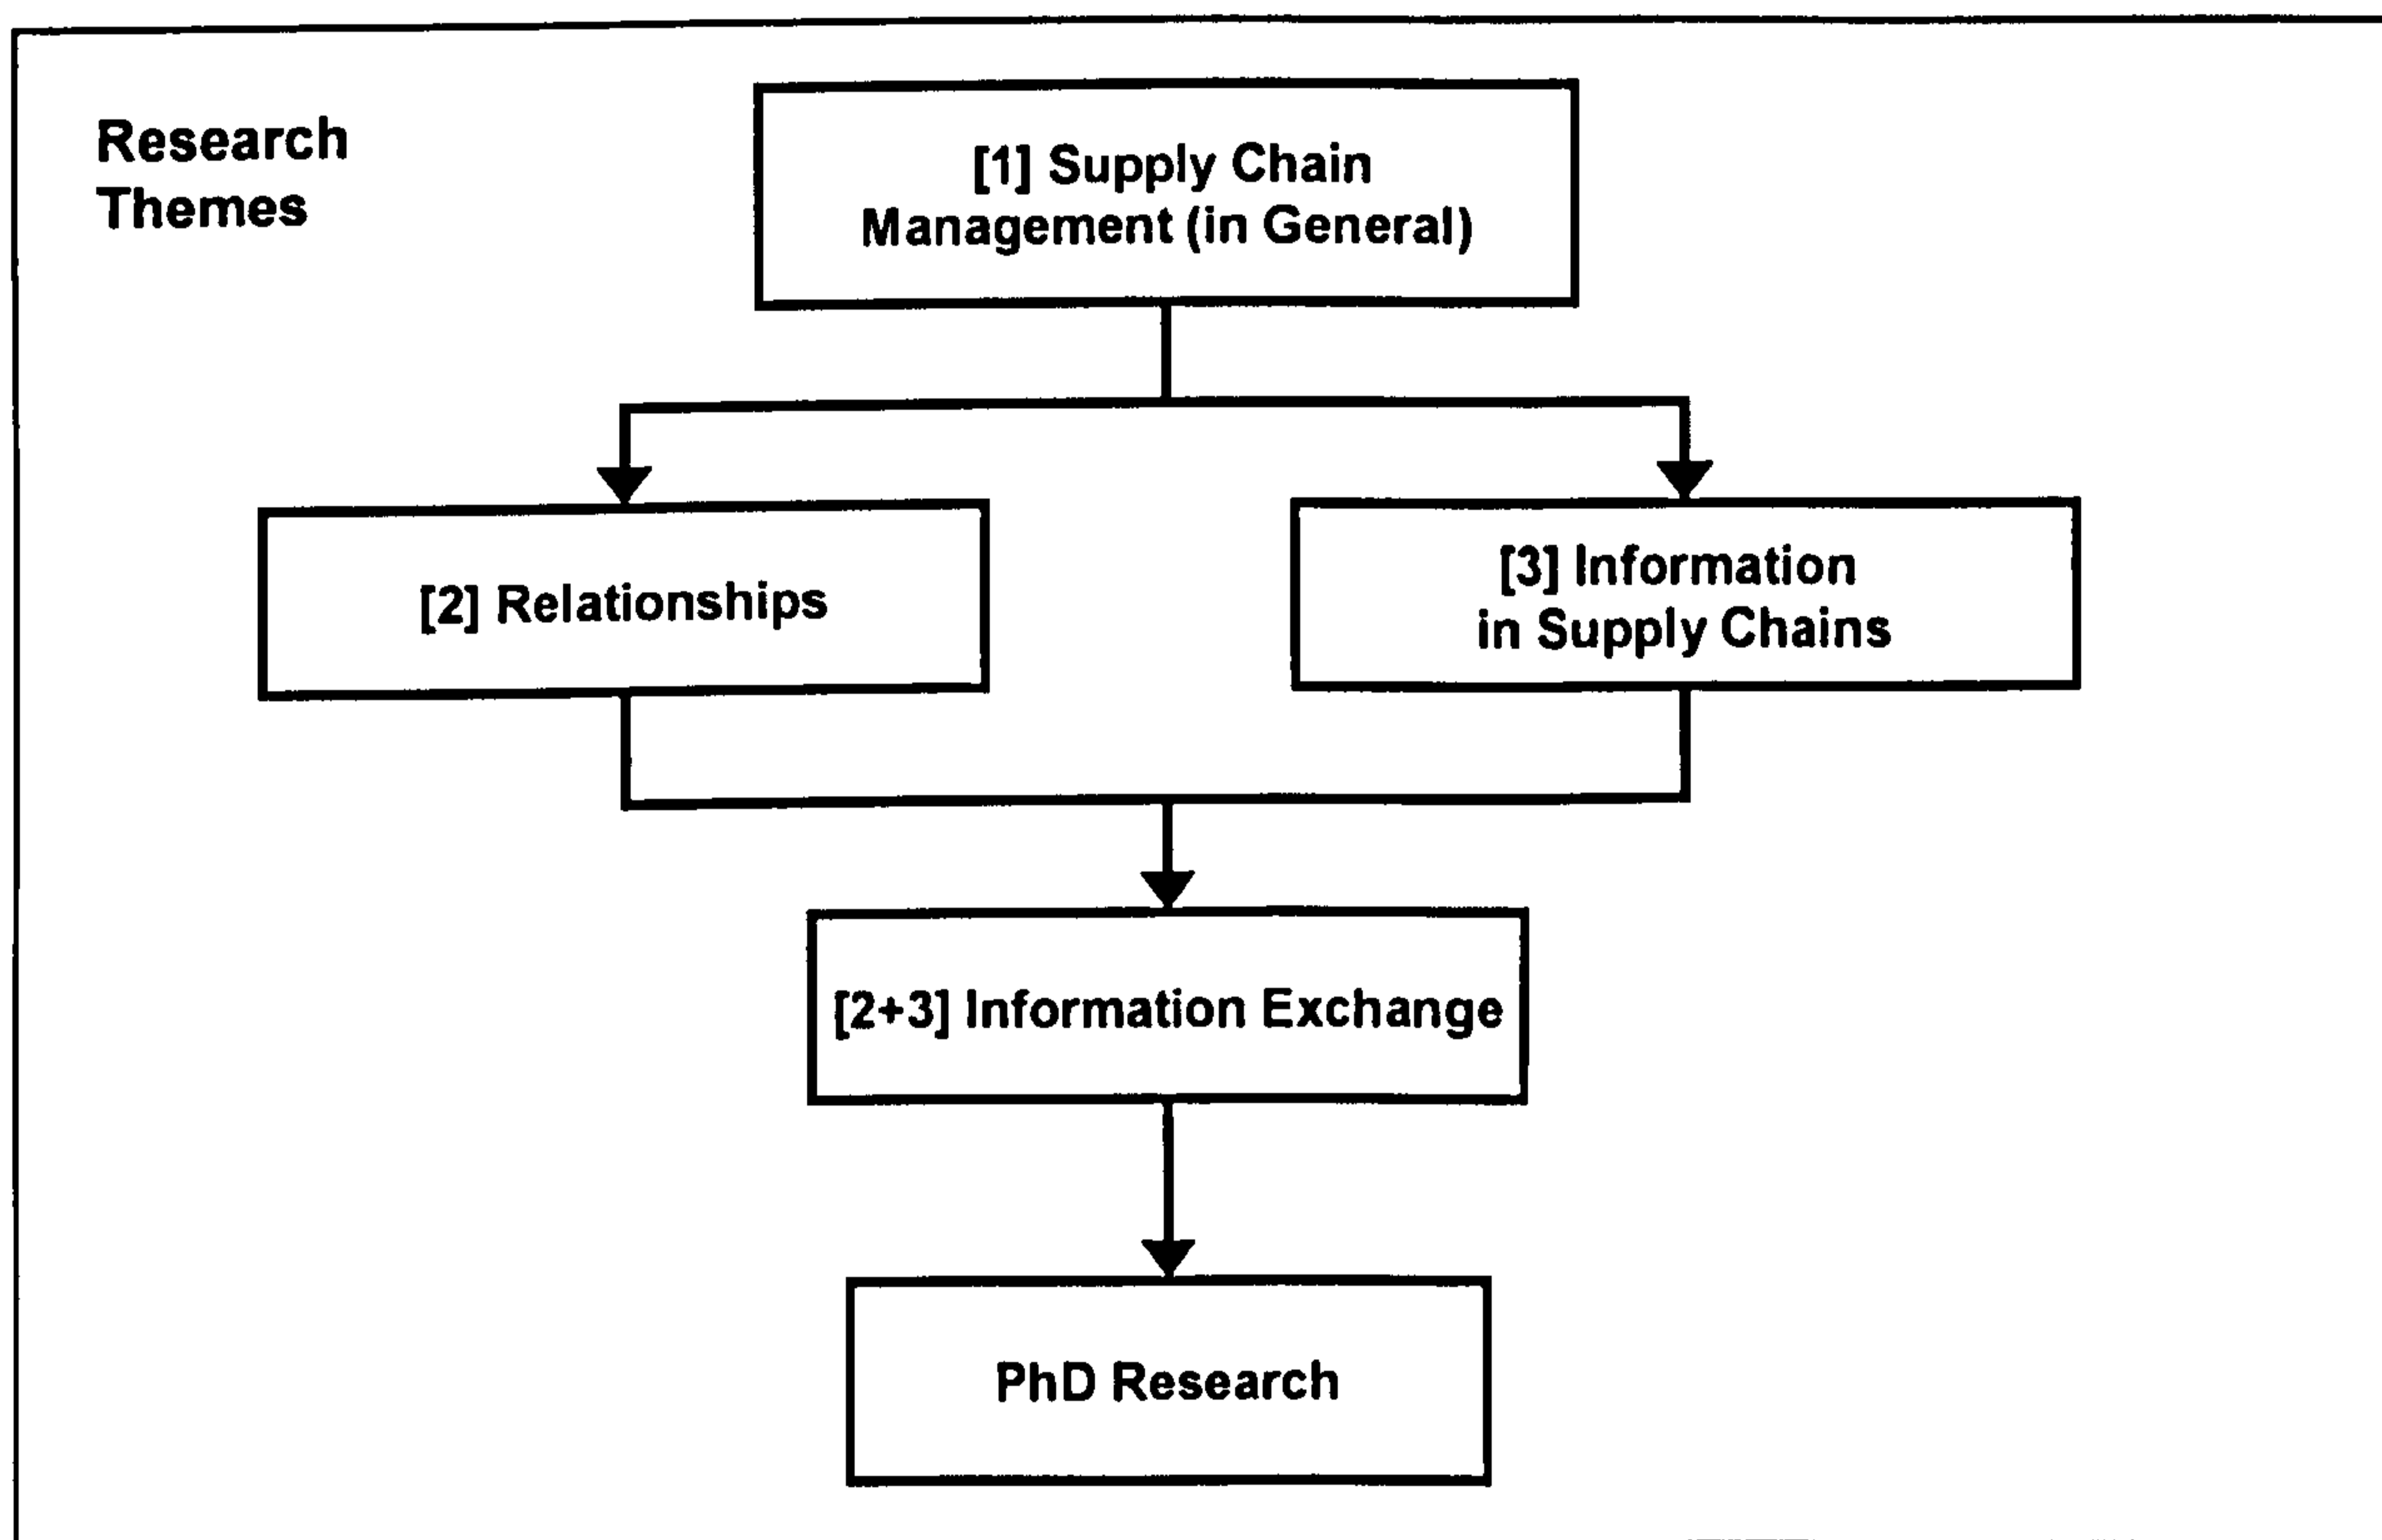 Research
Themes
[1] Supply Chain
Management (in General)
[2] Relationships
[3] Information
in Supply Chains
[2+3] Information Exchange
PhD Research